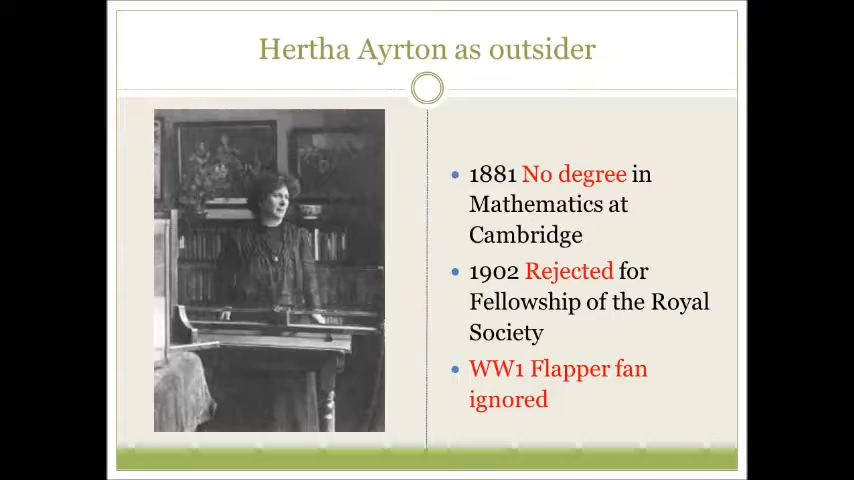 Hertha Ayrton as outsider
1881 No degree in
Mathematics at
Cambridge
1902 Rejected for
Fellowship of the Royal
Society
WW1 Flapper fan
ignored